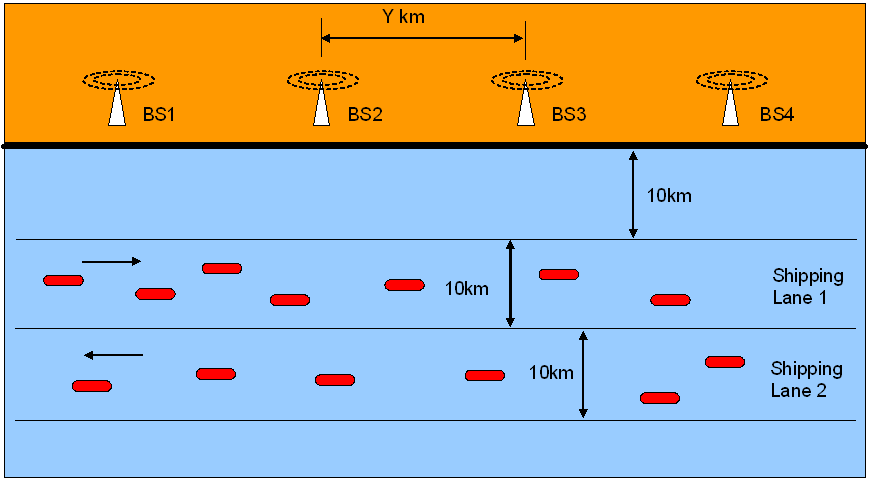 Y km
BS1
BS2
BS3
BS4
10km
10km
Shipping
Lane 1
10km
Shipping
Lane 2